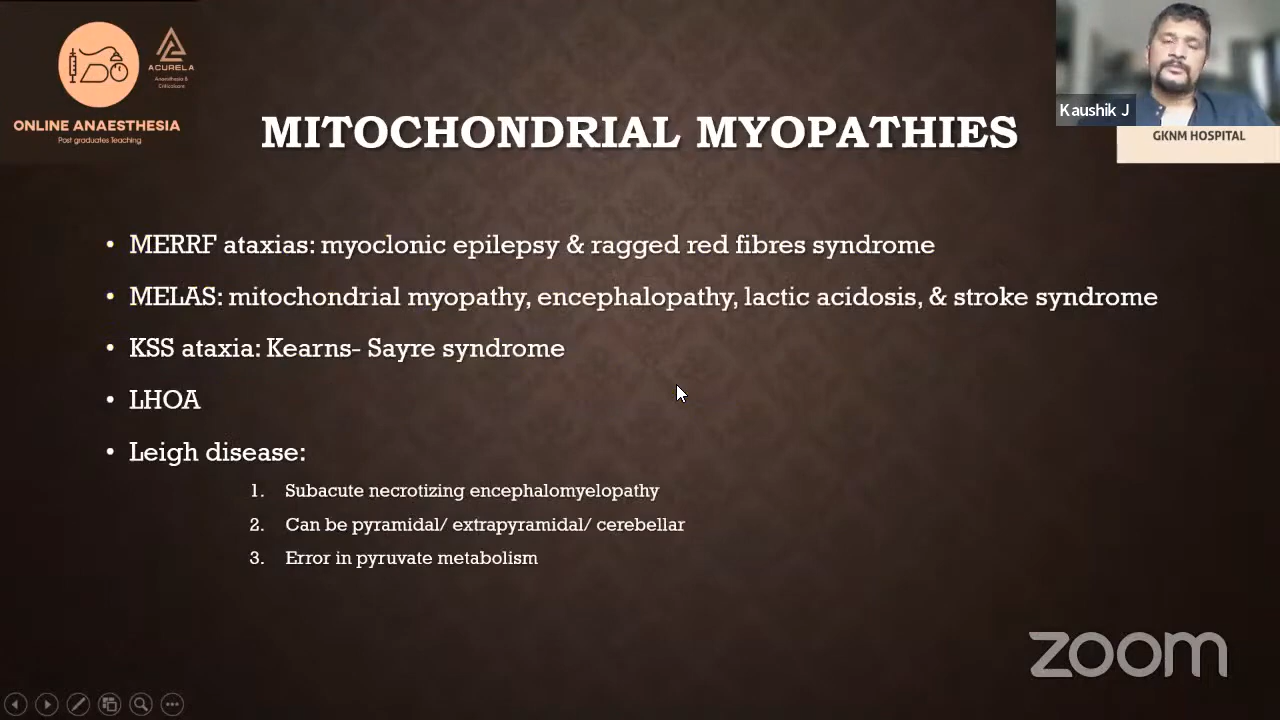 ACURELA
Anaesthesia &
Criticalcare
ONLINE ANAESTHESIA
Post graduates Teaching
Kaushik J
GKNM HOSPITAL
MITOCHONDRIAL MYOPATHIES
• MERRF ataxias: myoclonic epilepsy & ragged red fibres syndrome
• MELAS: mitochondrial myopathy, encephalopathy, lactic acidosis, & stroke syndrome
• KSS ataxia: Kearns- Sayre syndrome
• LHOA
• Leigh disease:
1. Subacute necrotizing encephalomyelopathy
2. Can be pyramidal/ extrapyramidal/ cerebellar
3. Error in pyruvate metabolism
zoom